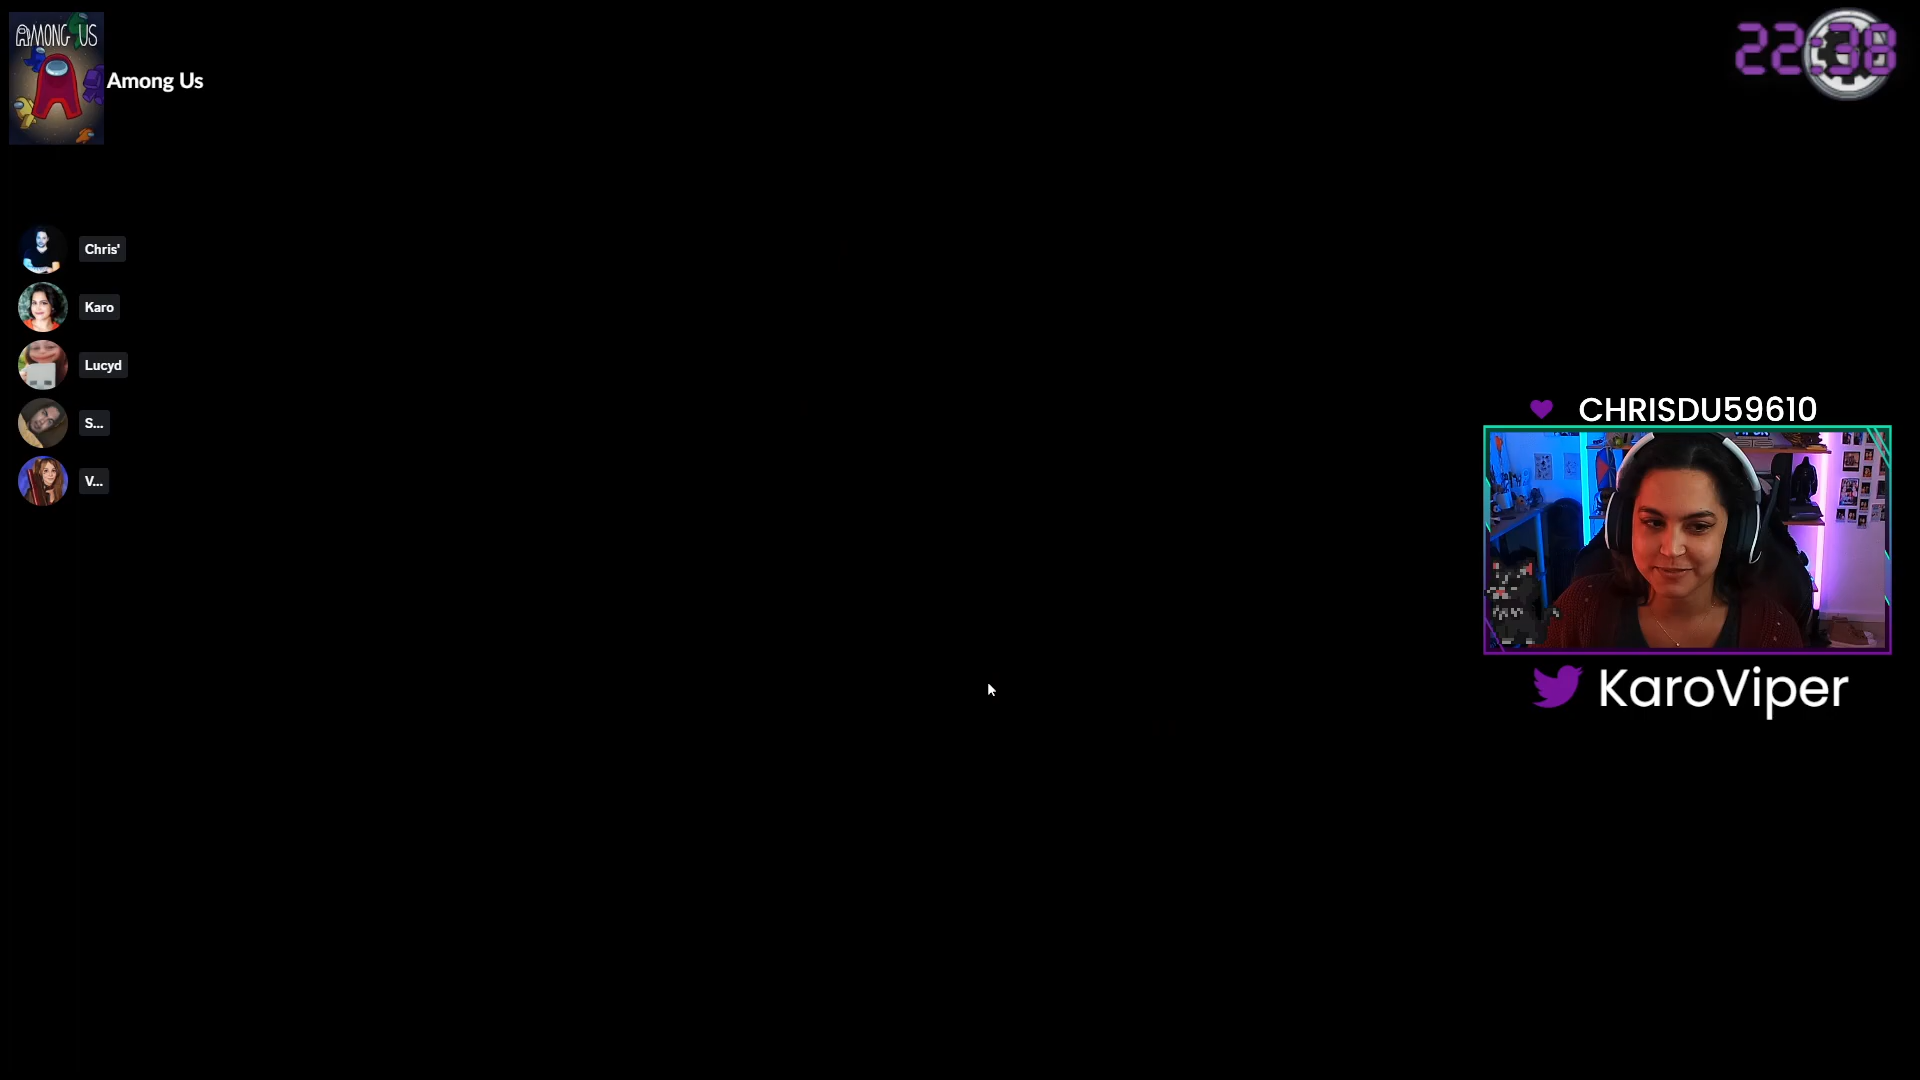 AMONG US
Among Us
22:38
Chris'
Karo
Lucyd
S...
V...
CHRISDU59610
KaroViper